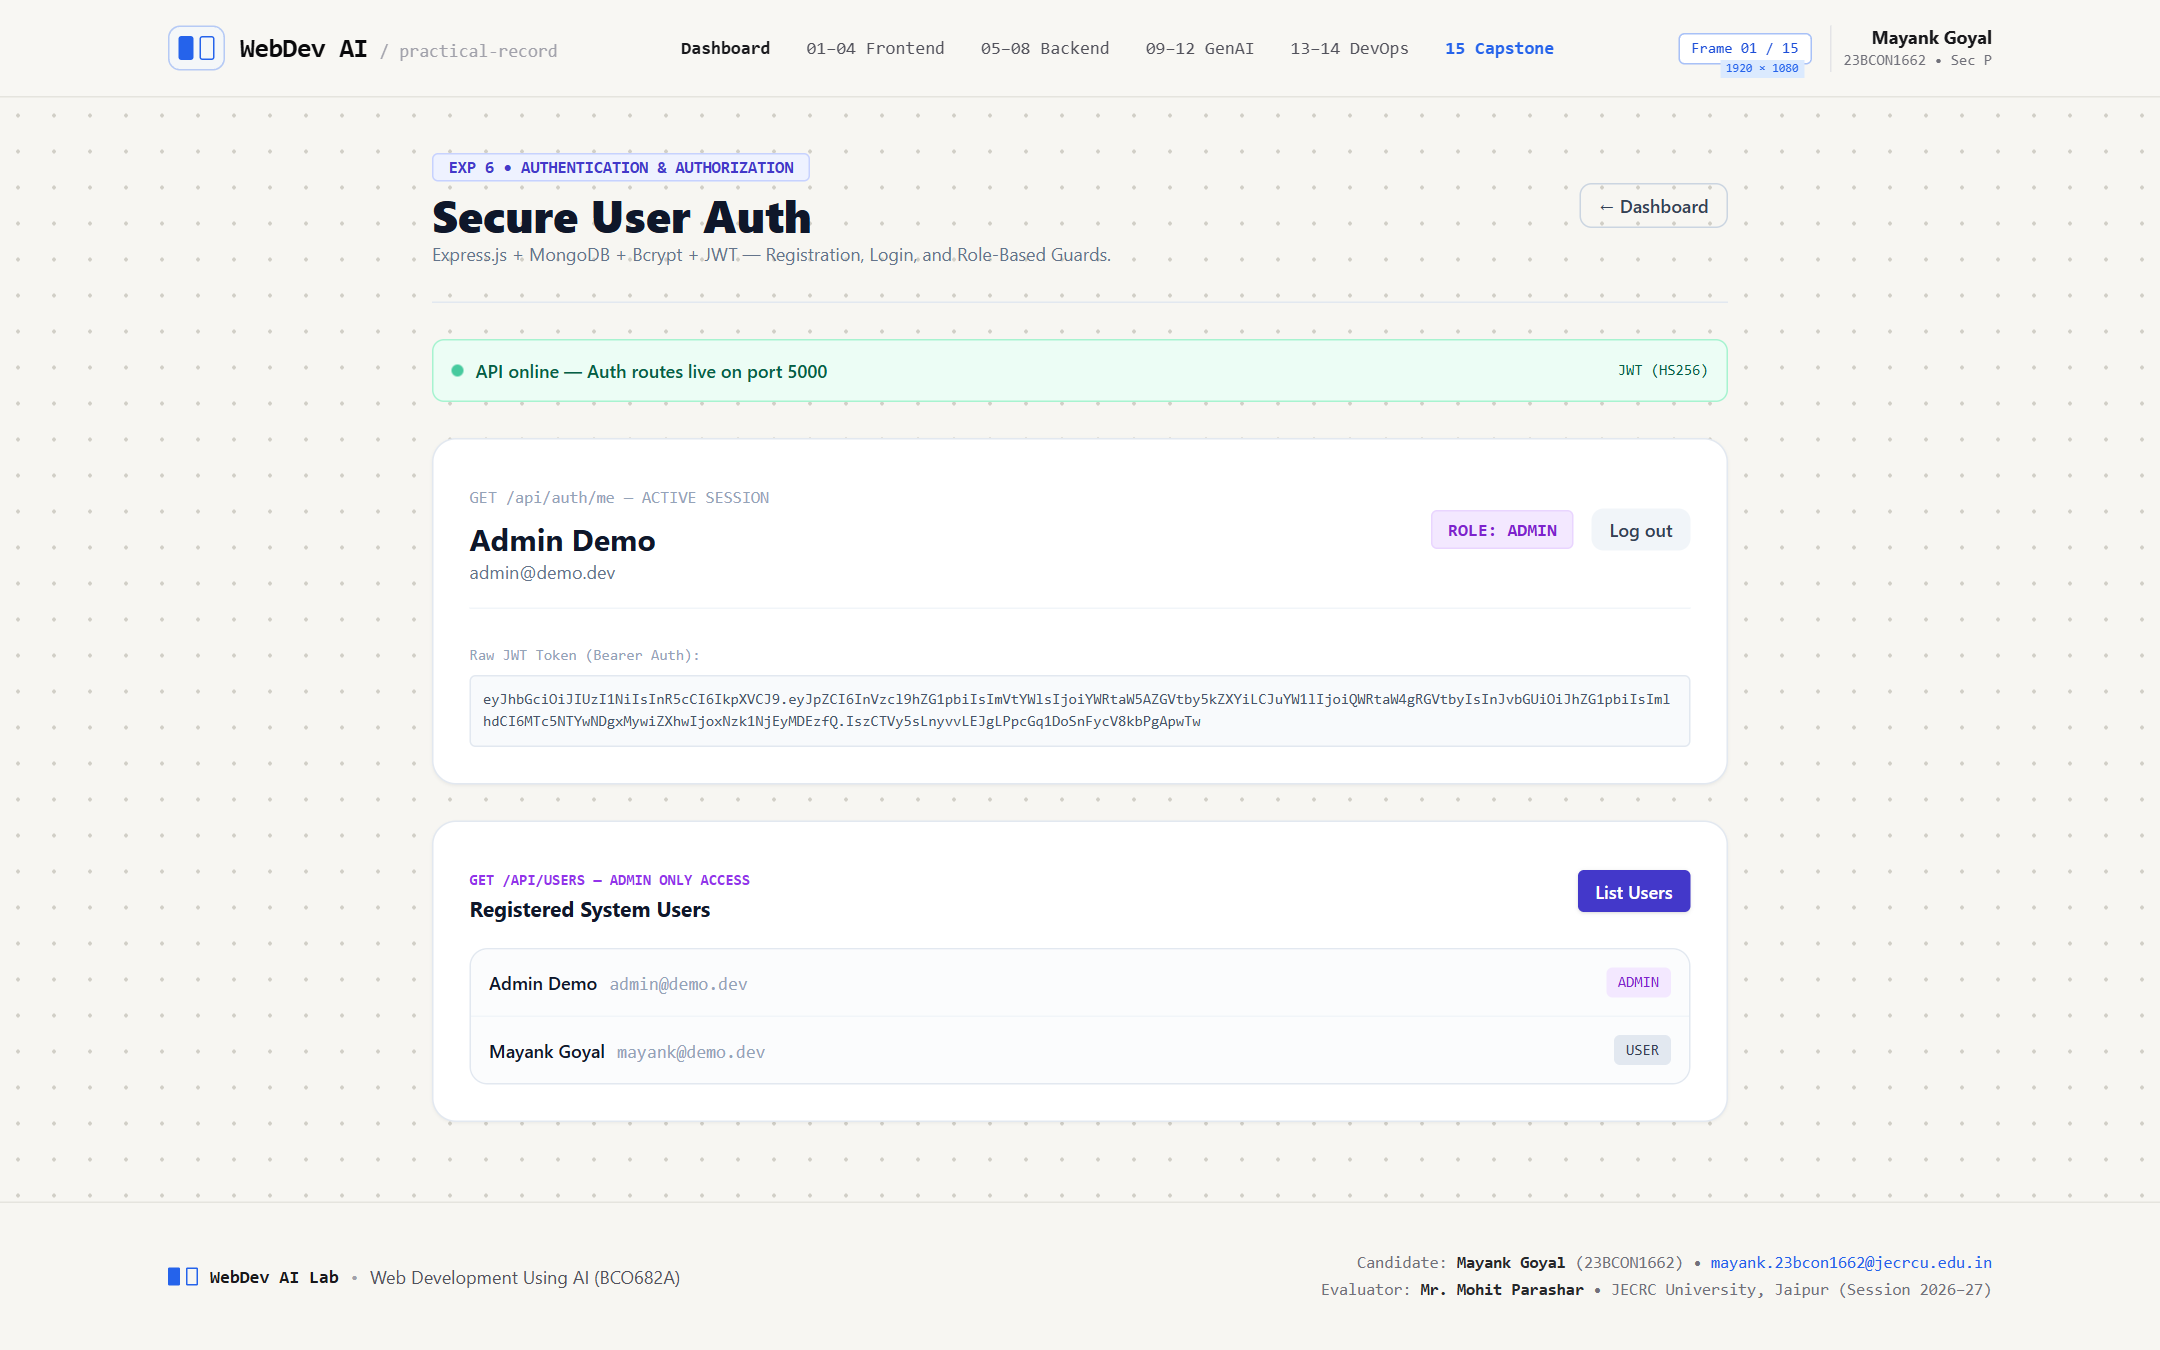 WebDev AI / practical-record
Dashboard 01–04 Frontend 05–08 Backend 09–12 GenAI 13–14 DevOps 15 Capstone
Frame 01 / 15
1920 × 1080
Mayank Goyal
23BCON1662 • Sec P
EXP 6 • AUTHENTICATION & AUTHORIZATION
Secure User Auth
Express.js + MongoDB + Bcrypt + JWT — Registration, Login, and Role-Based Guards.
← Dashboard
API online — Auth routes live on port 5000
JWT (HS256)
GET /api/auth/me — ACTIVE SESSION
Admin Demo
admin@demo.dev
ROLE: ADMIN
Log out
Raw JWT Token (Bearer Auth):
eyJhbGciOiJIUzI1NiIsInR5cCI6IkpXVCJ9.eyJpZCI6InVzcl9hZG1pbiIsImVtYWlsIjoiYWRtaW5AZGVtby5kZXYiLCJuYW1lIjoiQWRtaW4gRGVtbyIsInJvbGUiOiJhZG1pbiIsIml
hdCI6MTc5NTYwNDgxMywiZXhwIjoxNzk1NjEyMDEzfQ.IszCTVy5sLnyvvLEJgLPpcGq1DoSnFycV8kbPgApwTw
GET /API/USERS — ADMIN ONLY ACCESS
Registered System Users
List Users
Admin Demo admin@demo.dev ADMIN
Mayank Goyal mayank@demo.dev USER
WebDev AI Lab • Web Development Using AI (BCO682A)
Candidate: Mayank Goyal (23BCON1662) • mayank.23bcon1662@jecrcu.edu.in
Evaluator: Mr. Mohit Parashar • JECRC University, Jaipur (Session 2026–27)